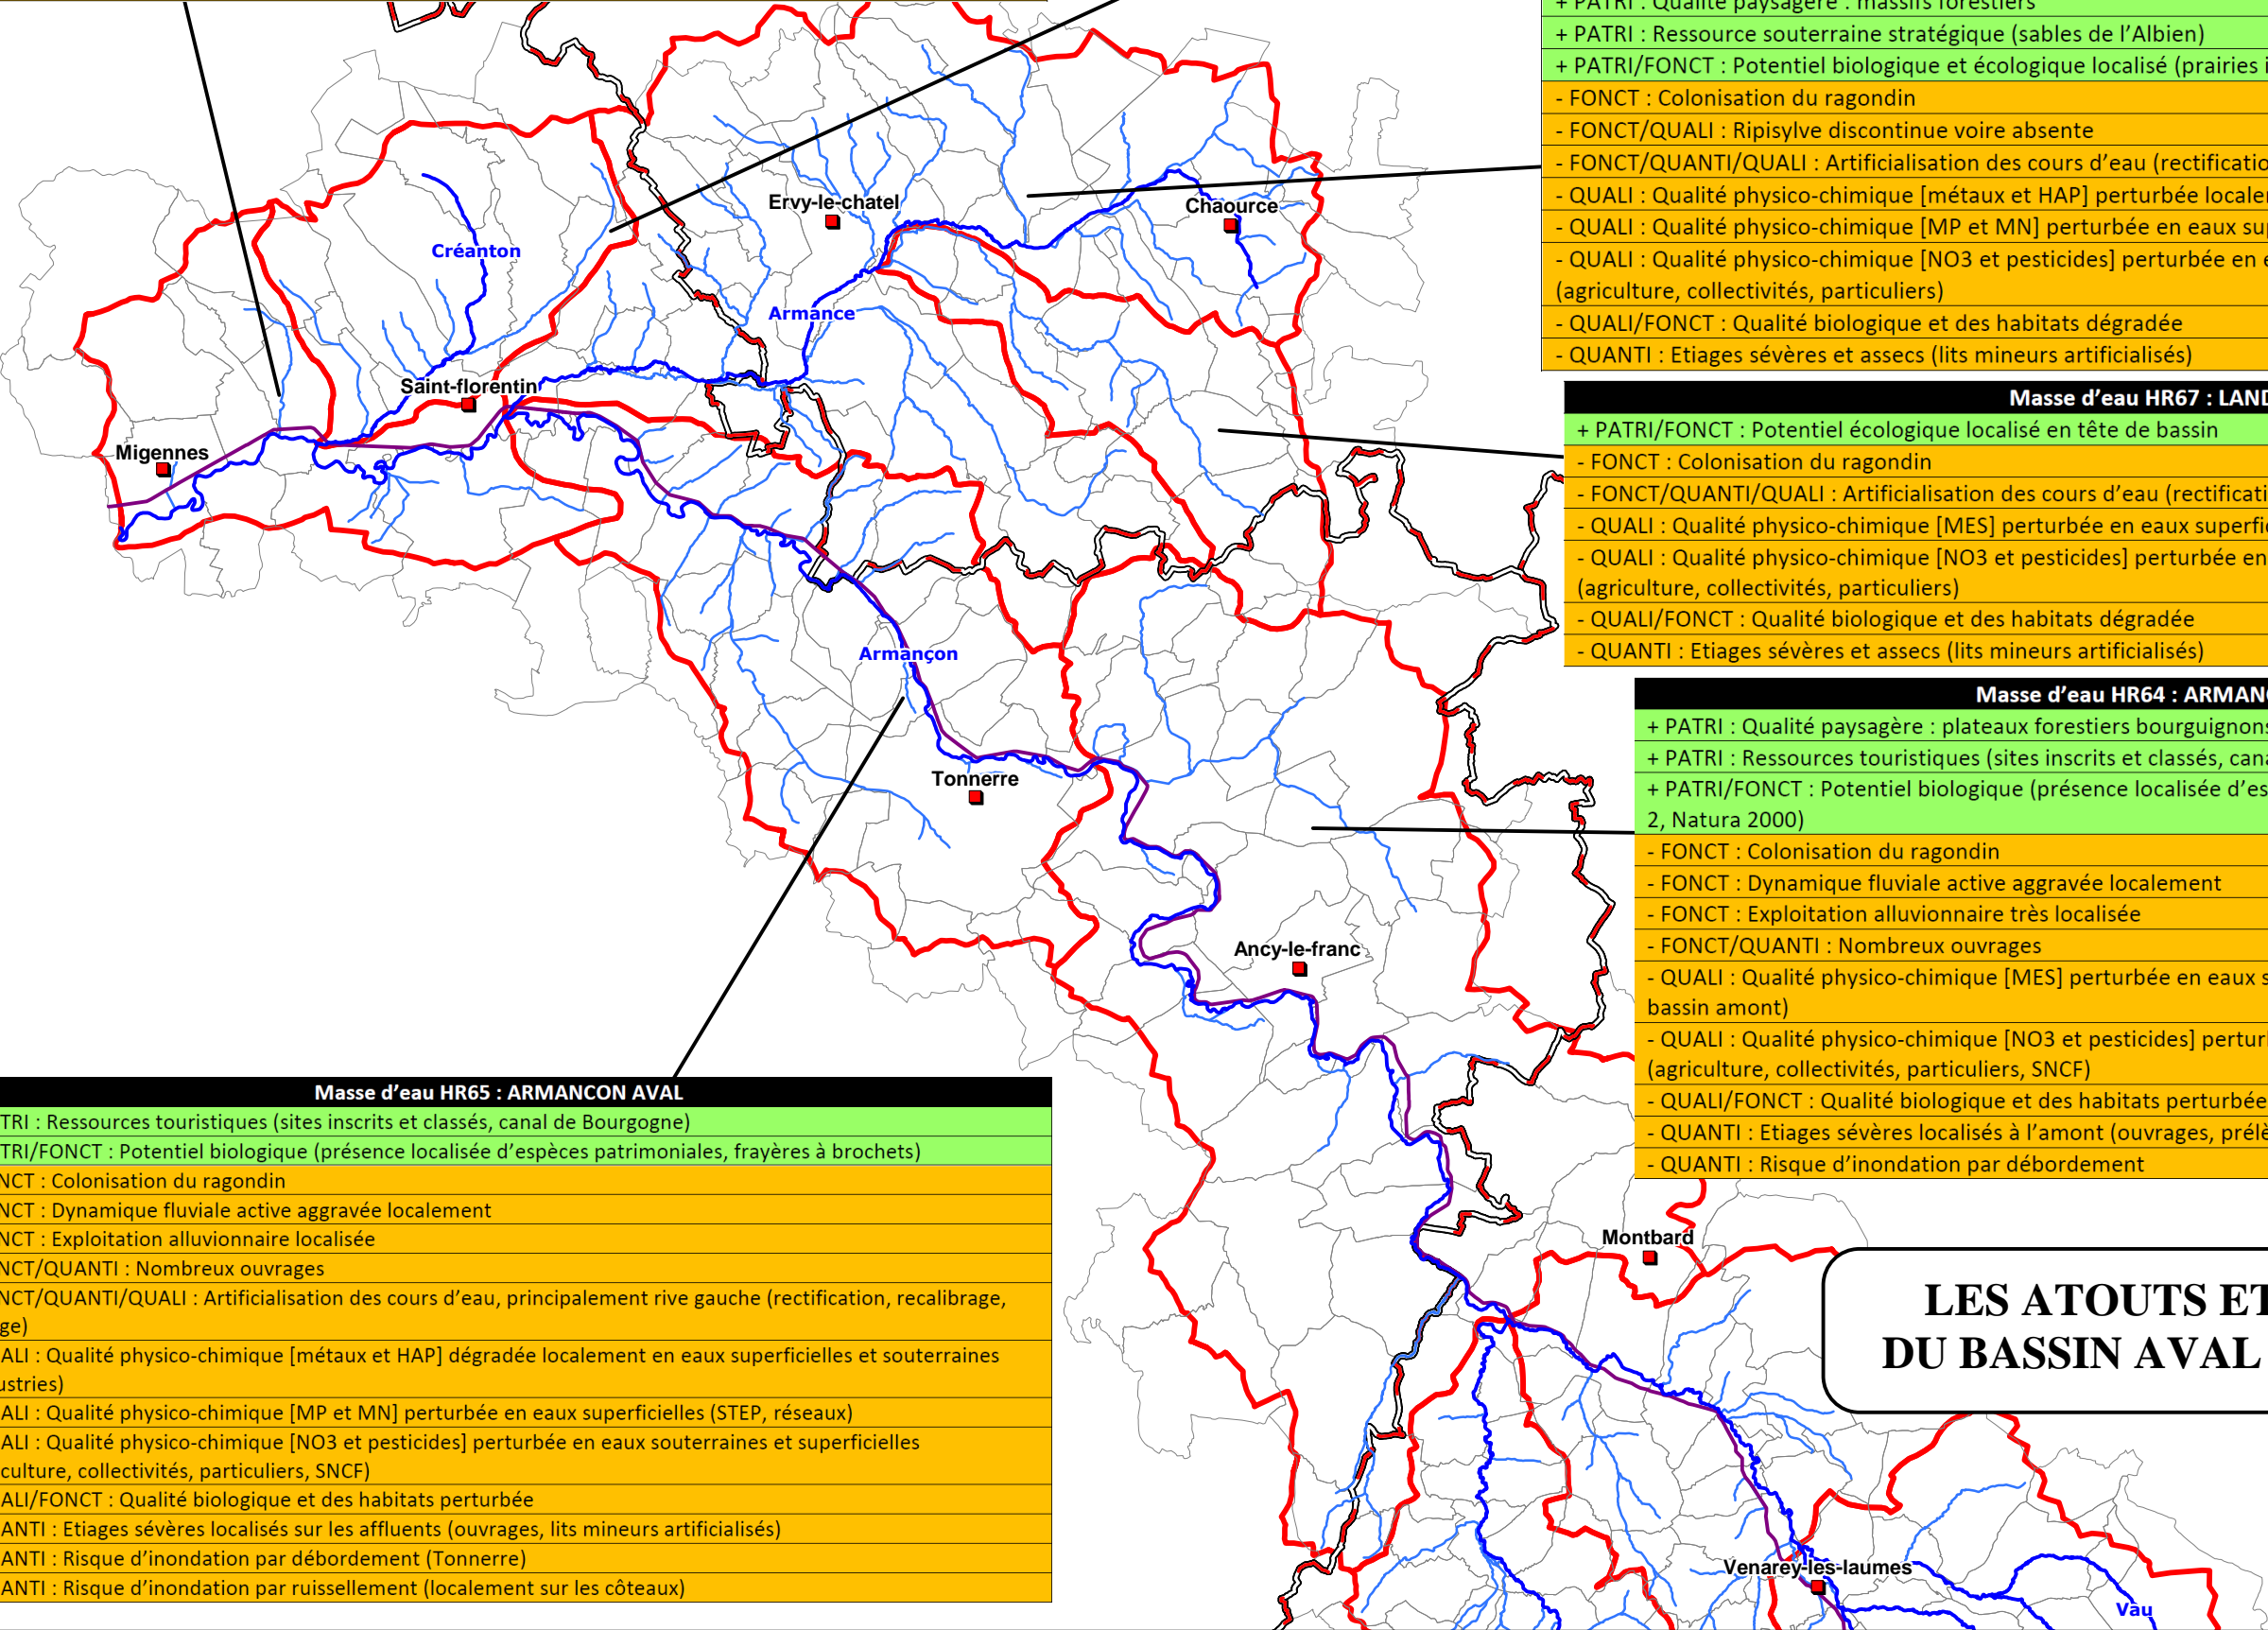 + PATRI : Qualité paysagère : massifs forestiers
+ PATRI : Ressource souterraine stratégique (sables de l'Albien)
+ PATRI/FONCT : Potentiel biologique et écologique localisé (prairies
- FONCT : Colonisation du ragondin
- FONCT/QUALI : Ripisylve discontinue voire absente
- FONCT/QUANTI/QUALI : Artificialisation des cours d'eau (rectificatio
- QUALI : Qualité physico-chimique [métaux et HAP] perturbée localem
- QUALI : Qualité physico-chimique [MP et MN] perturbée en eaux sup
- QUALI : Qualité physico-chimique [NO3 et pesticides] perturbée en e
(agriculture, collectivités, particuliers)
- QUALI/FONCT : Qualité biologique et des habitats dégradée
- QUANTI : Etiages sévères et assecs (lits mineurs artificialisés)
Masse d'eau HR67 : LAND
+ PATRI/FONCT : Potentiel écologique localisé en tête de bassin
- FONCT : Colonisation du ragondin
- FONCT/QUANTI/QUALI : Artificialisation des cours d'eau (rectificati
- QUALI : Qualité physico-chimique [MES] perturbée en eaux superfic
- QUALI : Qualité physico-chimique [NO3 et pesticides] perturbée en
(agriculture, collectivités, particuliers)
- QUALI/FONCT : Qualité biologique et des habitats dégradée
- QUANTI : Etiages sévères et assecs (lits mineurs artificialisés)
Masse d'eau HR64 : ARMANC
+ PATRI : Qualité paysagère : plateaux forestiers bourguignons
+ PATRI : Ressources touristiques (sites inscrits et classés, cana
+ PATRI/FONCT : Potentiel biologique (présence localisée d'es
2, Natura 2000)
- FONCT : Colonisation du ragondin
- FONCT : Dynamique fluviale active aggravée localement
- FONCT : Exploitation alluvionnaire très localisée
- FONCT/QUANTI : Nombreux ouvrages
- QUALI : Qualité physico-chimique [MES] perturbée en eaux s
bassin amont)
- QUALI : Qualité physico-chimique [NO3 et pesticides] pertur
(agriculture, collectivités, particuliers, SNCF)
- QUALI/FONCT : Qualité biologique et des habitats perturbée
- QUANTI : Etiages sévères localisés à l'amont (ouvrages, prélè
- QUANTI : Risque d'inondation par débordement
Ervy-le-chatel
Chaource
Créanton
Armance
Saint-florentin
Migennes
Armançon
Tonnerre
Ancy-le-franc
Montbard
Venarey-les-laumes
Vau
Masse d'eau HR65 : ARMANCON AVAL
TRI : Ressources touristiques (sites inscrits et classés, canal de Bourgogne)
TRI/FONCT : Potentiel biologique (présence localisée d'espèces patrimoniales, frayères à brochets)
NCT : Colonisation du ragondin
NCT : Dynamique fluviale active aggravée localement
NCT : Exploitation alluvionnaire localisée
NCT/QUANTI : Nombreux ouvrages
NCT/QUANTI/QUALI : Artificialisation des cours d'eau, principalement rive gauche (rectification, recalibrage,
ge)
ALI : Qualité physico-chimique [métaux et HAP] dégradée localement en eaux superficielles et souterraines
ustries)
ALI : Qualité physico-chimique [MP et MN] perturbée en eaux superficielles (STEP, réseaux)
ALI : Qualité physico-chimique [NO3 et pesticides] perturbée en eaux souterraines et superficielles
culture, collectivités, particuliers, SNCF)
ALI/FONCT : Qualité biologique et des habitats perturbée
ANTI : Etiages sévères localisés sur les affluents (ouvrages, lits mineurs artificialisés)
ANTI : Risque d'inondation par débordement (Tonnerre)
ANTI : Risque d'inondation par ruissellement (localement sur les côteaux)
LES ATOUTS ET
DU BASSIN AVAL